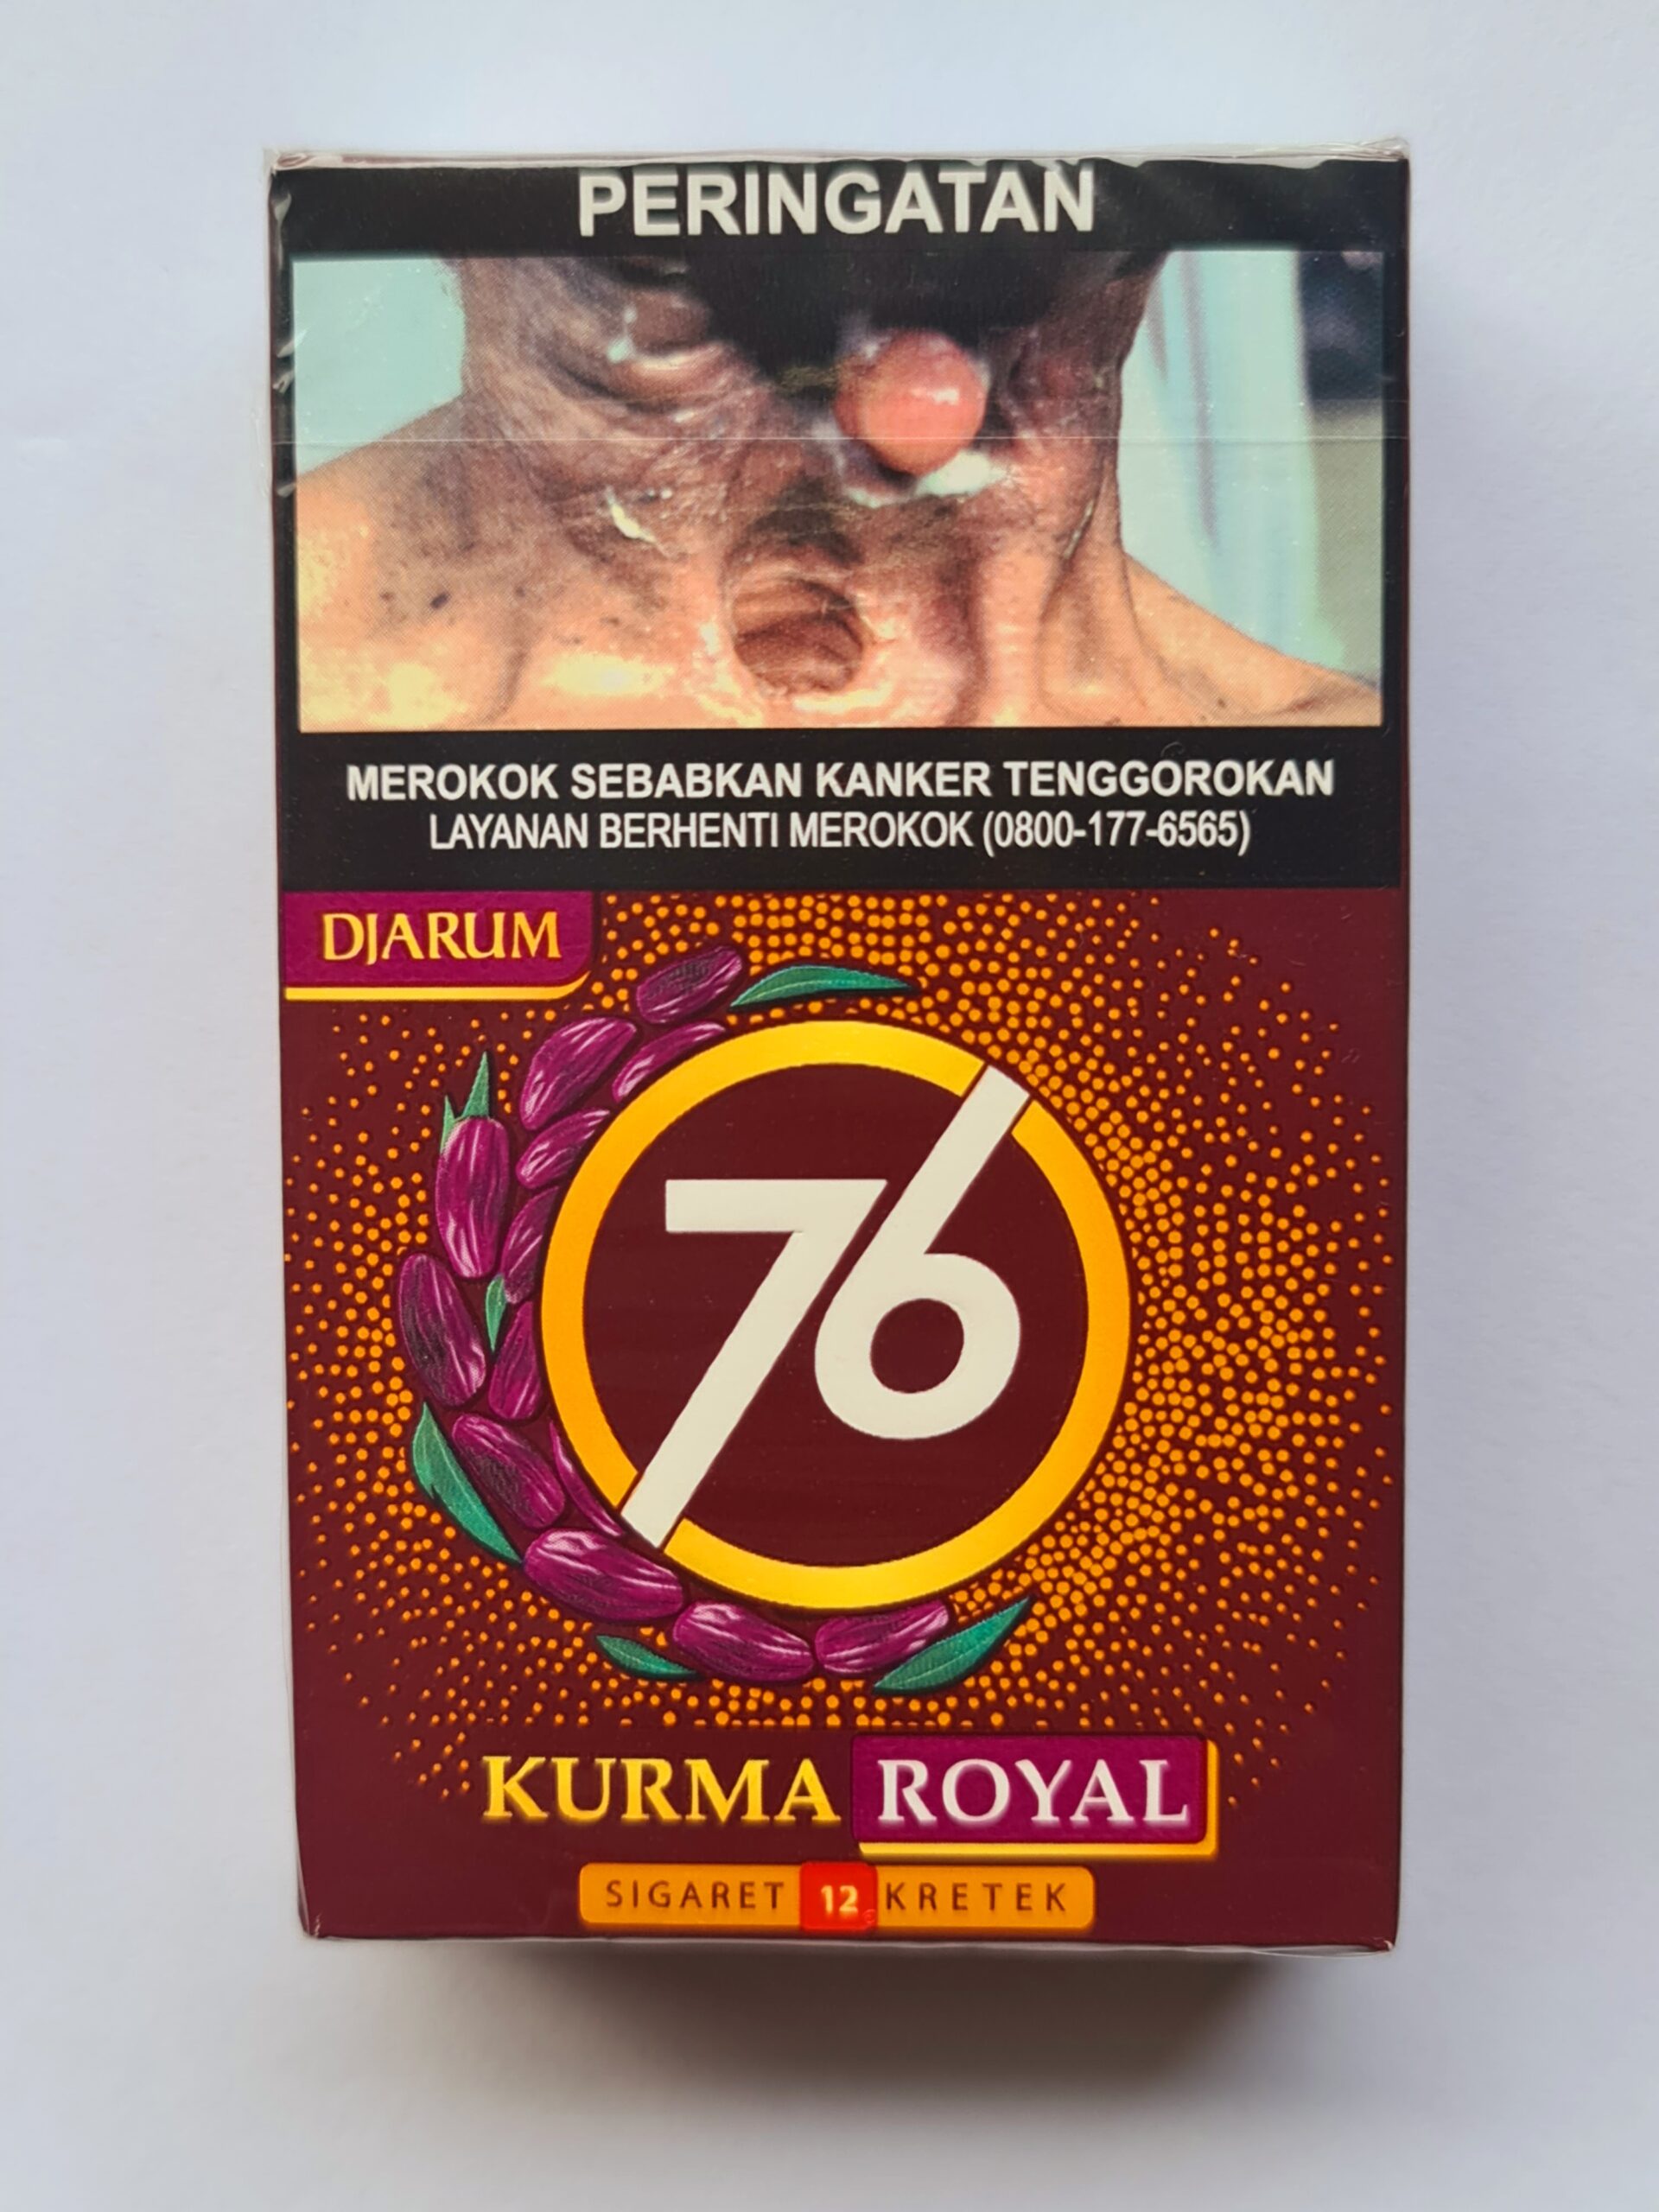 PERINGATAN
MEROKOK SEBABKAN KANKER TENGGOROKAN
LAYANAN BERHENTI MEROKOK (0800-177-6565)
DJARUM
76
KURMA ROYAL
SIGARET 12 KRETEK